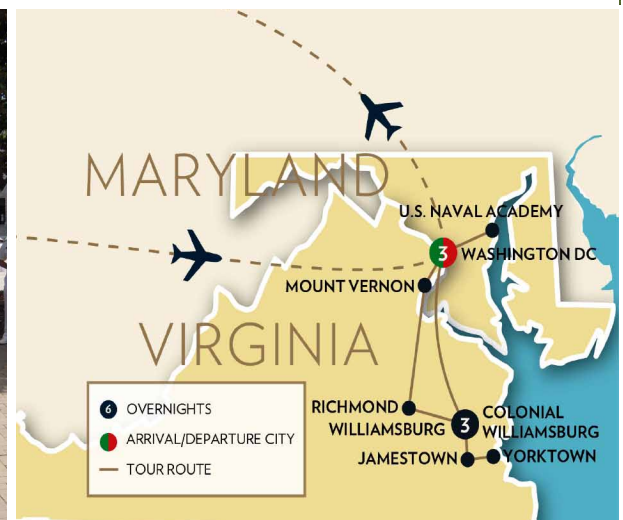 MARYLAND
U.S. NAVAL ACADEMY
3
WASHINGTON DC
MOUNT VERNON
VIRGINIA
6 OVERNIGHTS
ARRIVAL/DEPARTURE CITY
TOUR ROUTE
RICHMOND
WILLIAMSBURG
3
COLONIAL
WILLIAMSBURG
JAMESTOWN
YORKTOWN